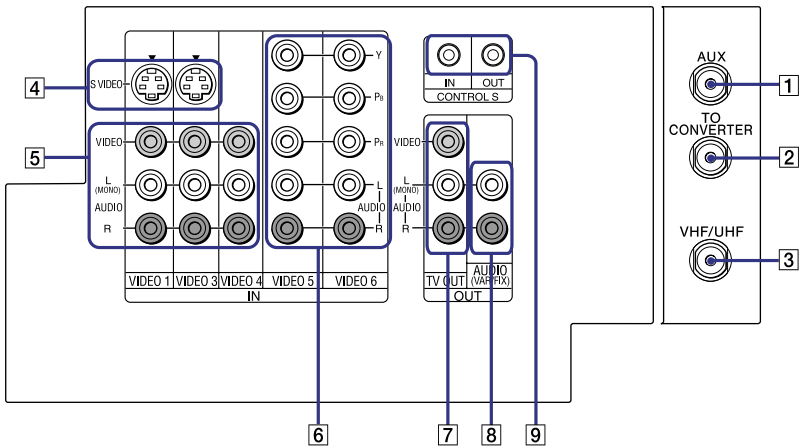 AUX
1
TO
CONVERTER
2
VHF/UHF
3
4
S VIDEO
5
VIDEO
L
(MONO)
AUDIO
R
VIDEO 1 VIDEO 3 VIDEO 4 VIDEO 5 VIDEO 6
IN
Y
PB
PR
L
AUDIO
R
6
IN OUT
CONTROL S
VIDEO
L
(MONO)
AUDIO
R
TV OUT
AUDIO
(VAR/FIX)
OUT
7
8
9